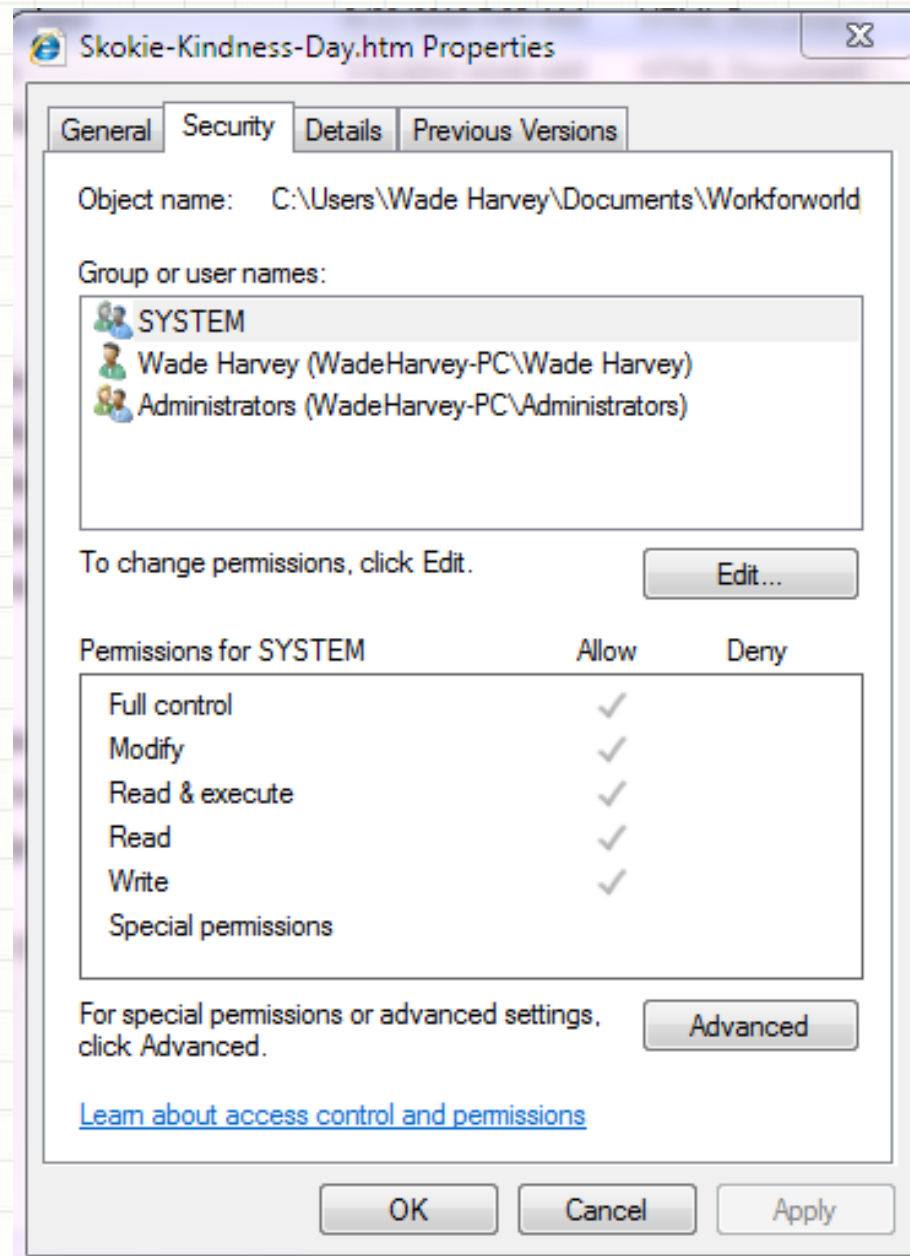 Skokie-Kindness-Day.htm Properties
General Security Details Previous Versions
Object name: C:\Users\Wade Harvey\Documents\Workforworld
Group or user names:
SYSTEM
Wade Harvey (WadeHarvey-PC\Wade Harvey)
Administrators (WadeHarvey-PC\Administrators)
To change permissions, click Edit.
Edit...
Permissions for SYSTEM Allow Deny
Full control
Modify
Read & execute
Read
Write
Special permissions
For special permissions or advanced settings,
click Advanced.
Advanced
Learn about access control and permissions
OK Cancel Apply